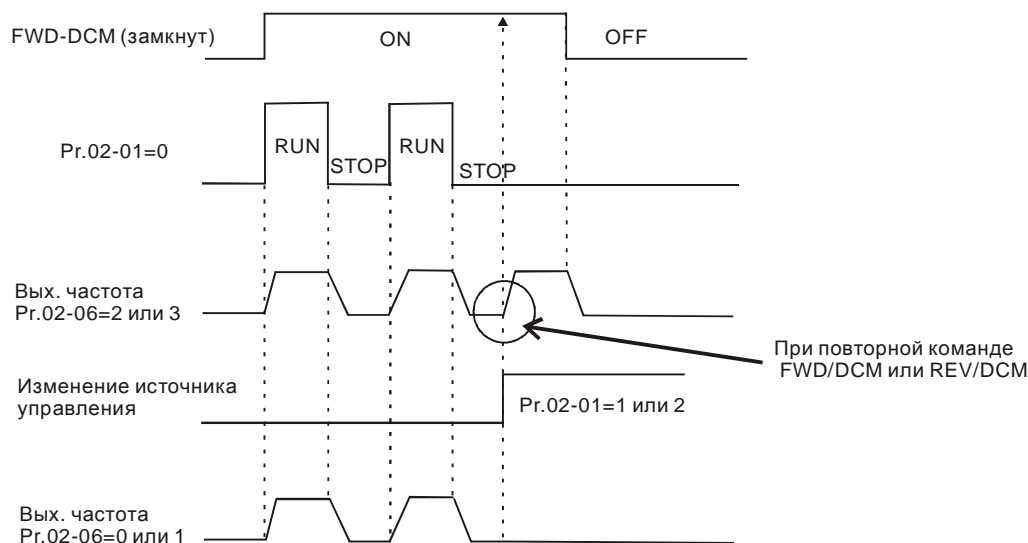 FWD-DCM (замкнут)
ON
OFF
Pr.02-01=0
RUN
STOP
RUN
STOP
Вых. частота
Pr.02-06=2 или 3
При повторной команде
FWD/DCM или REV/DCM
Изменение источника
управления
Pr.02-01=1 или 2
Вых. частота
Pr.02-06=0 или 1